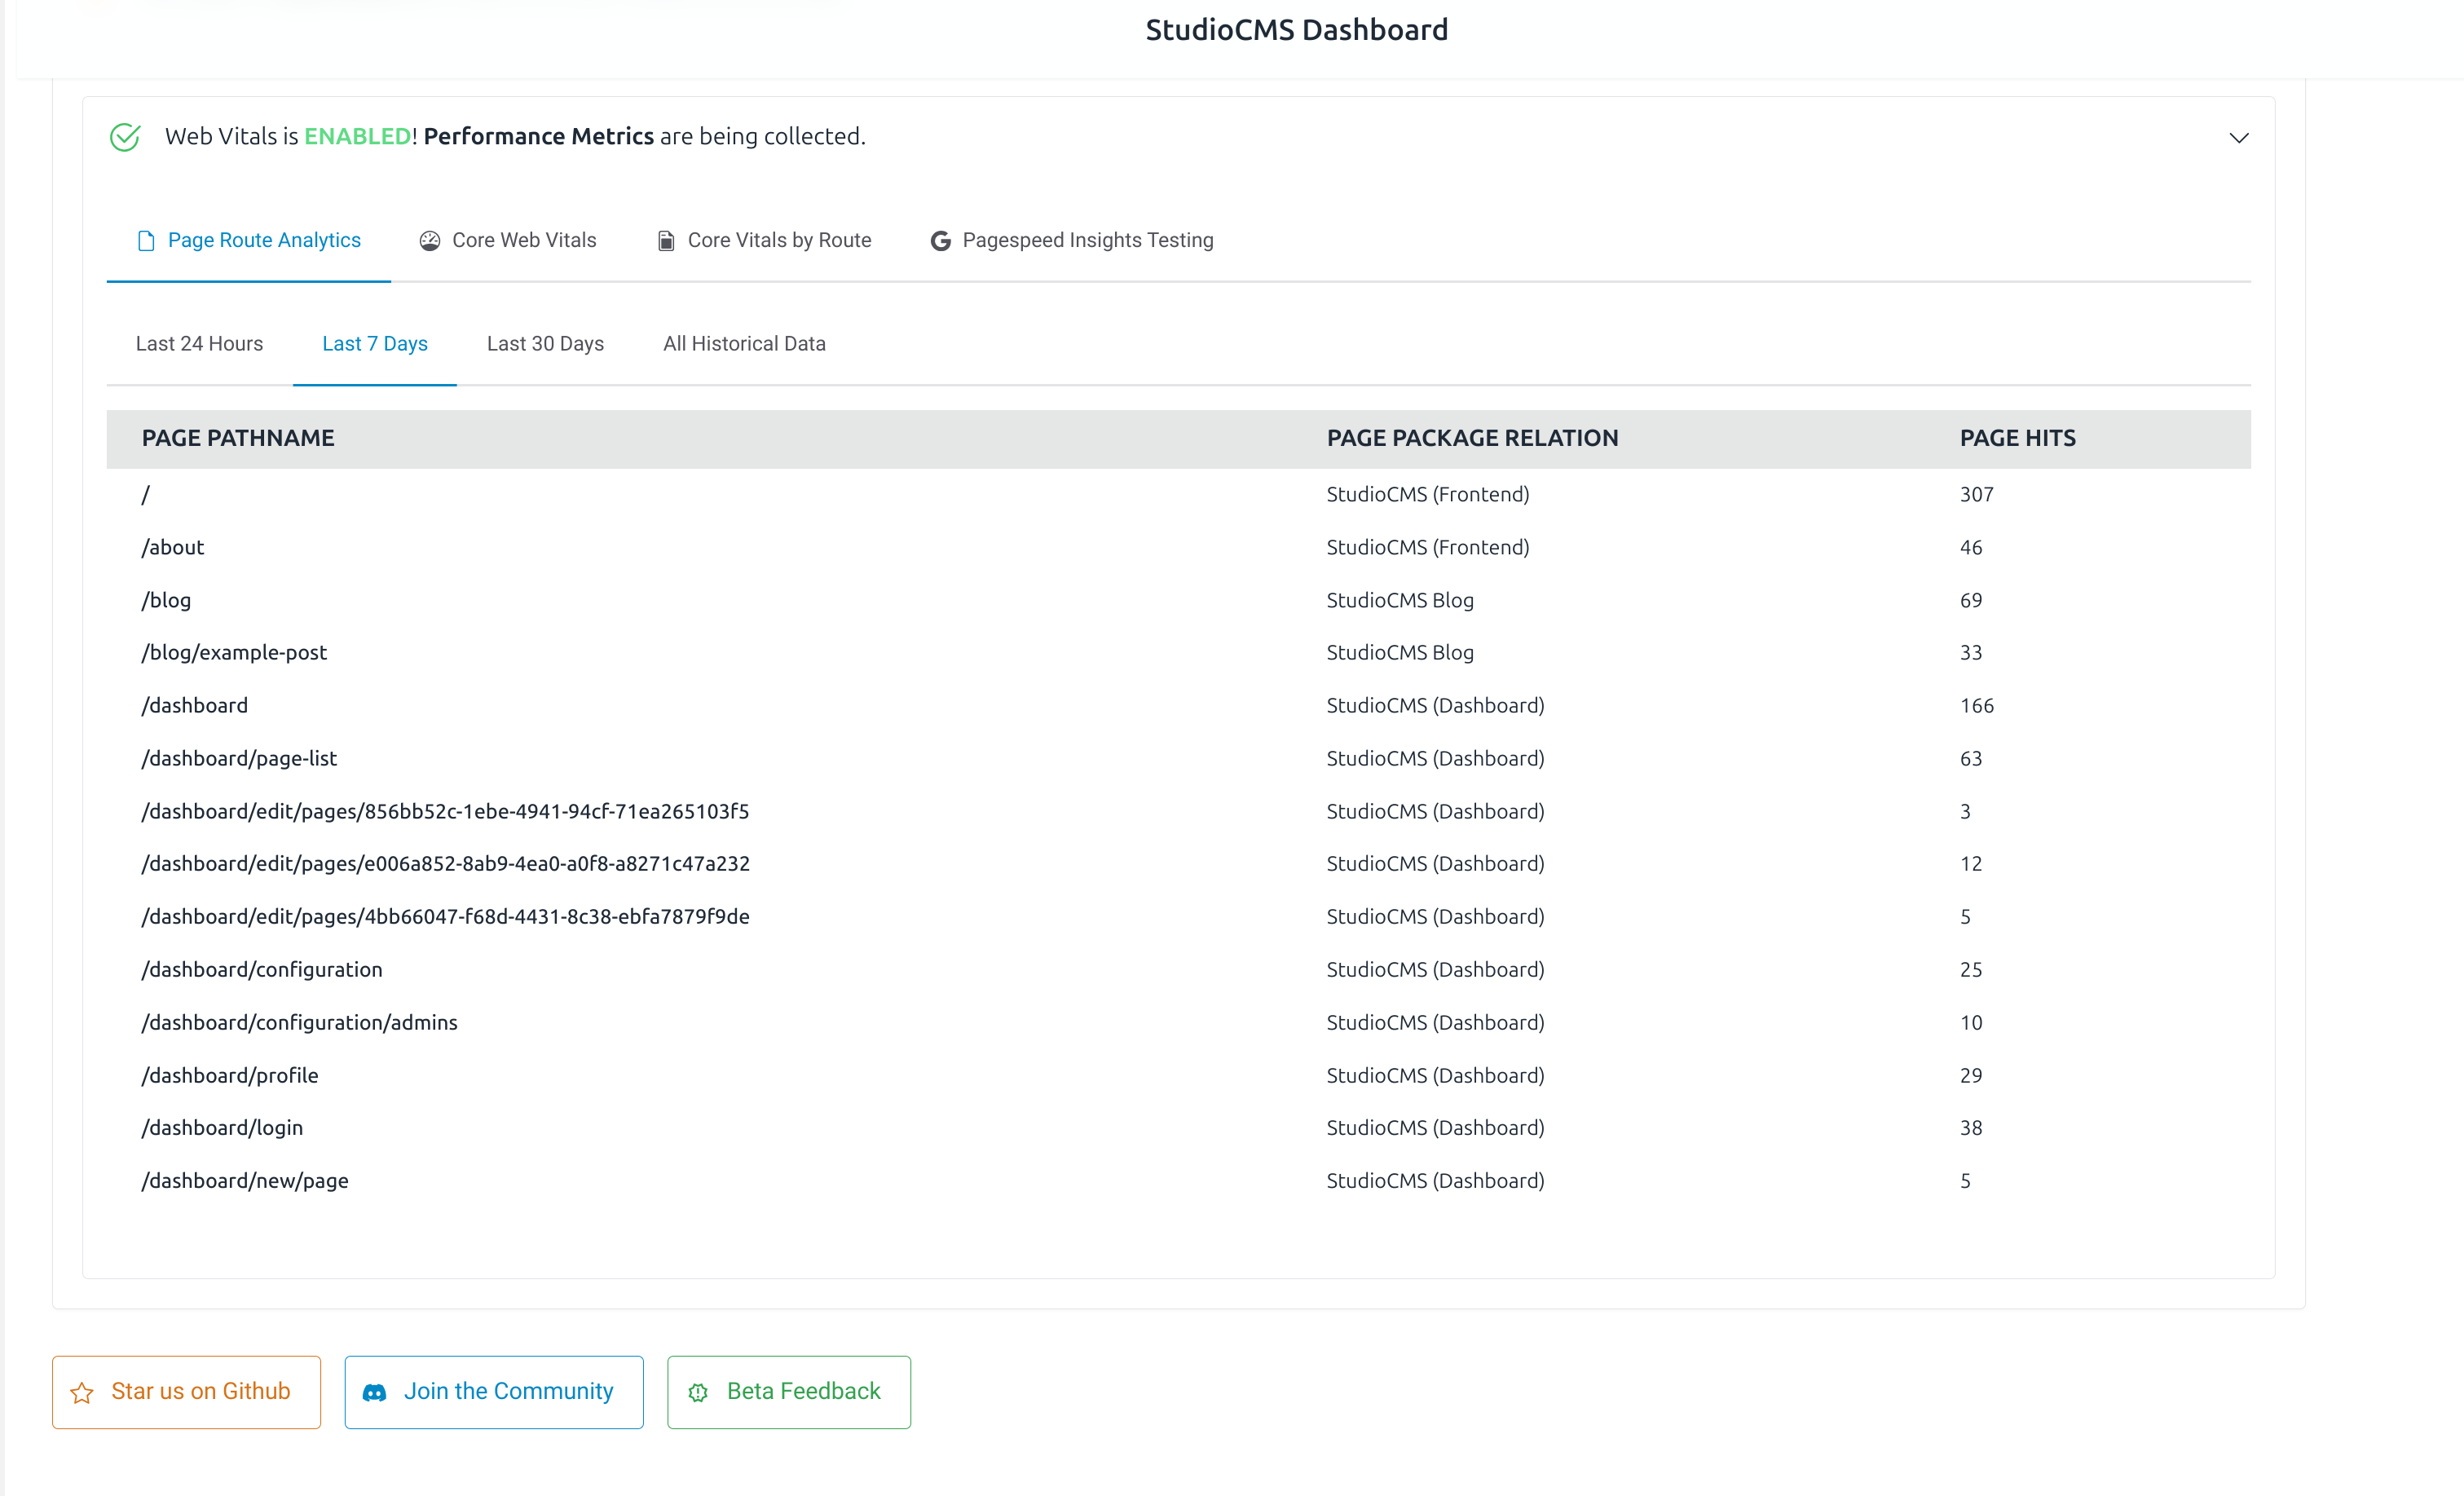 StudioCMS Dashboard
Web Vitals is ENABLED! Performance Metrics are being collected.
Page Route Analytics Core Web Vitals Core Vitals by Route Pagespeed Insights Testing
Last 24 Hours Last 7 Days Last 30 Days All Historical Data
PAGE PATHNAME PAGE PACKAGE RELATION PAGE HITS
/ StudioCMS (Frontend) 307
/about StudioCMS (Frontend) 46
/blog StudioCMS Blog 69
/blog/example-post StudioCMS Blog 33
/dashboard StudioCMS (Dashboard) 166
/dashboard/page-list StudioCMS (Dashboard) 63
/dashboard/edit/pages/856bb52c-1ebe-4941-94cf-71ea265103f5 StudioCMS (Dashboard) 3
/dashboard/edit/pages/e006a852-8ab9-4ea0-a0f8-a8271c47a232 StudioCMS (Dashboard) 12
/dashboard/edit/pages/4bb66047-f68d-4431-8c38-ebfa7879f9de StudioCMS (Dashboard) 5
/dashboard/configuration StudioCMS (Dashboard) 25
/dashboard/configuration/admins StudioCMS (Dashboard) 10
/dashboard/profile StudioCMS (Dashboard) 29
/dashboard/login StudioCMS (Dashboard) 38
/dashboard/new/page StudioCMS (Dashboard) 5
Star us on Github Join the Community Beta Feedback